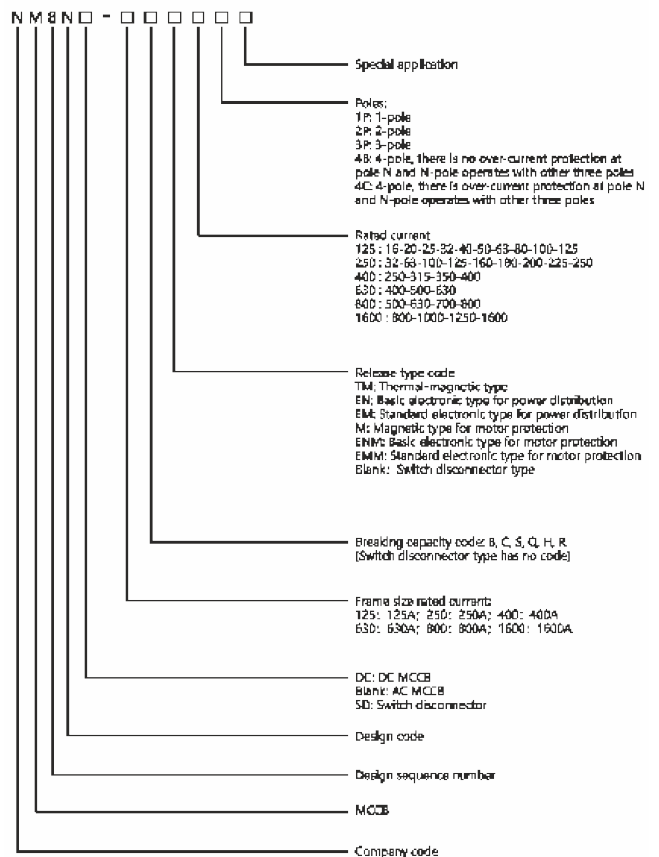 N M 8 N □ - □ □ □ □ □ □
Special application
Poles:
1P: 1-pole
2P: 2-pole
3P: 3-pole
4B: 4-pole, there is no over-current protection at
pole N and N-pole operates with other three poles
4C: 4-pole, there is over-current protection at pole N
and N-pole operates with other three poles
Rated current
125 : 16-20-25-32-40-50-63-80-100-125
250 : 32-63-100-125-160-180-200-225-250
400 : 250-315-350-400
630 : 400-500-630
800 : 500-630-700-800
1600 : 800-1000-1250-1600
Release type code
TM: Thermal-magnetic type
EN: Basic electronic type for power distribution
EM: Standard electronic type for power distribution
M: Magnetic type for motor protection
ENM: Basic electronic type for motor protection
EMM: Standard electronic type for motor protection
Blank: Switch disconnector type
Breaking capacity code: B, C, S, Q, H, R
[Switch disconnector type has no code]
Frame size rated current:
125: 125A; 250: 250A; 400: 400A
630: 630A; 800: 800A; 1600: 1600A
DC: DC MCCB
Blank: AC MCCB
SD: Switch disconnector
Design code
Design sequence number
MCCB
Company code